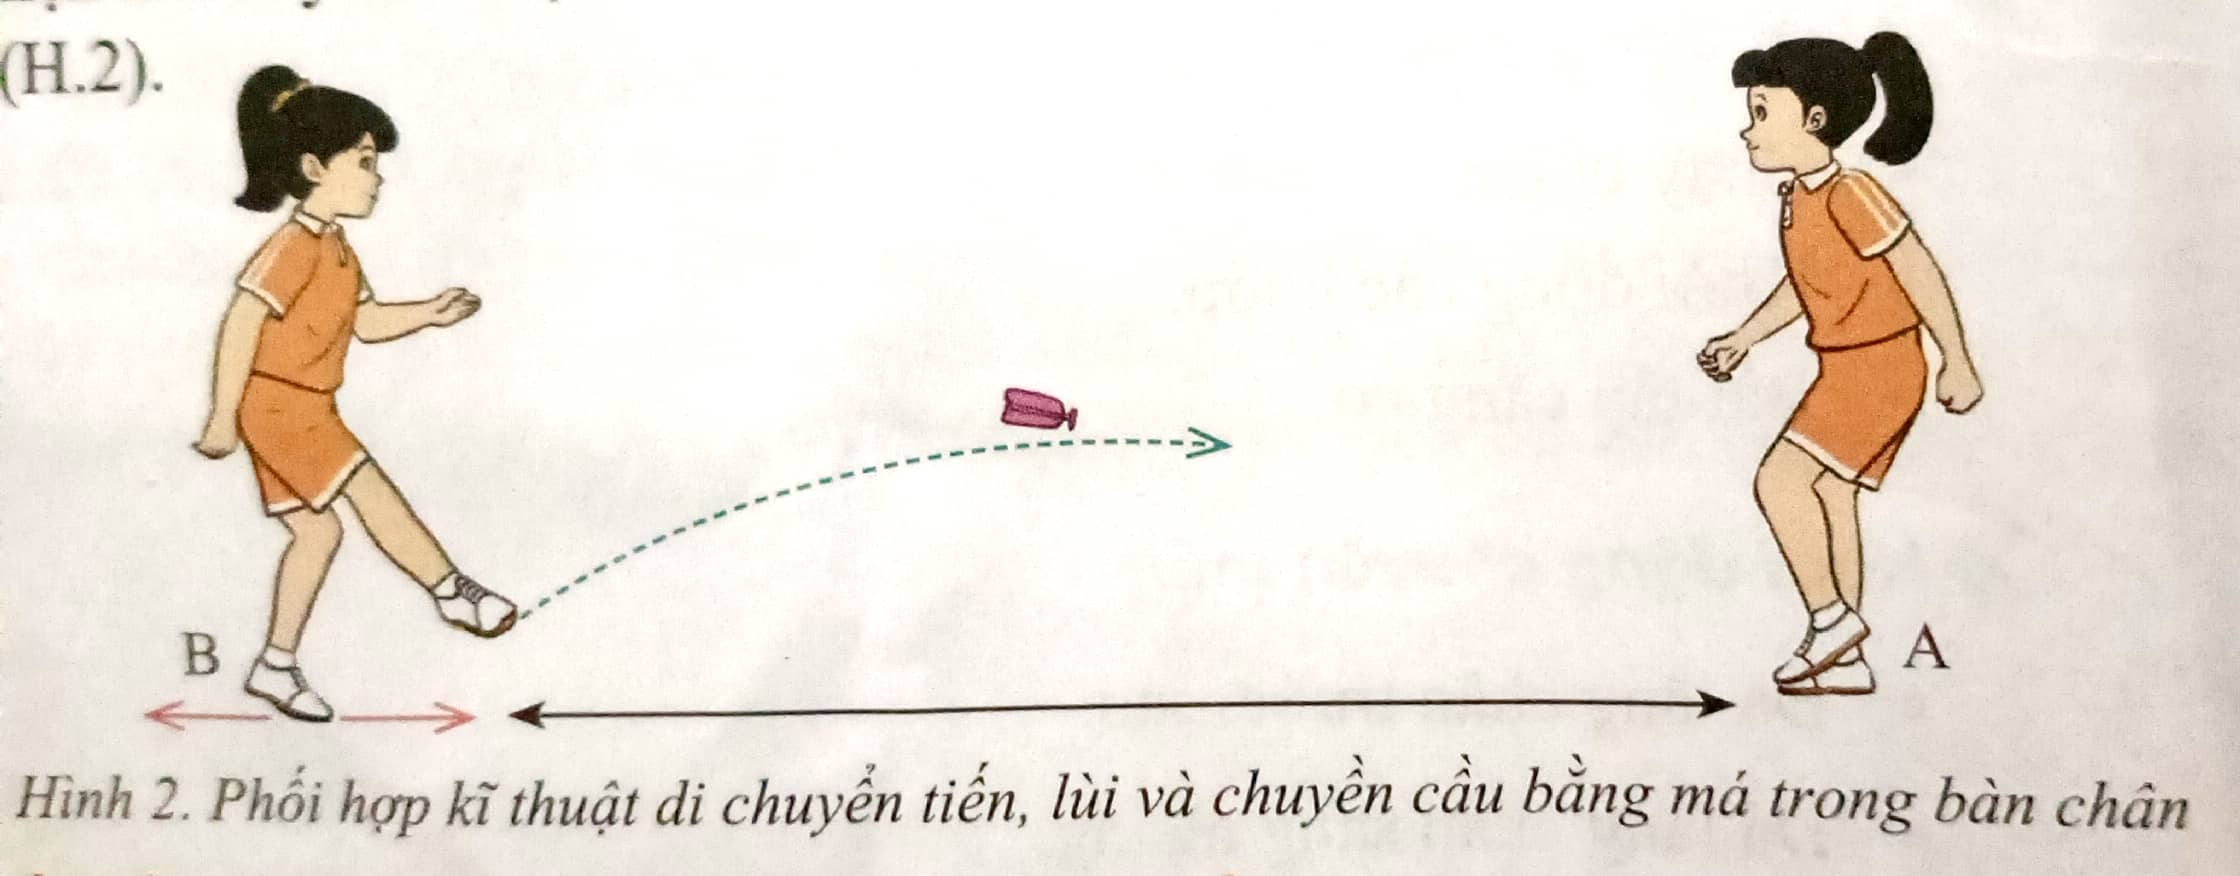 (H.2).
B
A
Hình 2. Phối hợp kĩ thuật di chuyển tiến, lùi và chuyền cầu bằng má trong bàn chân